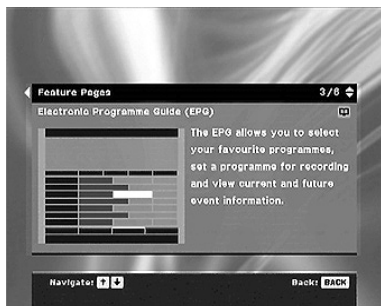 Feature Pages 3/6
Electronic Programme Guide (EPG)
The EPG allows you to select
your favourite programmes,
set a programme for recording
and view current and future
event information.
Navigate: Back: BACK